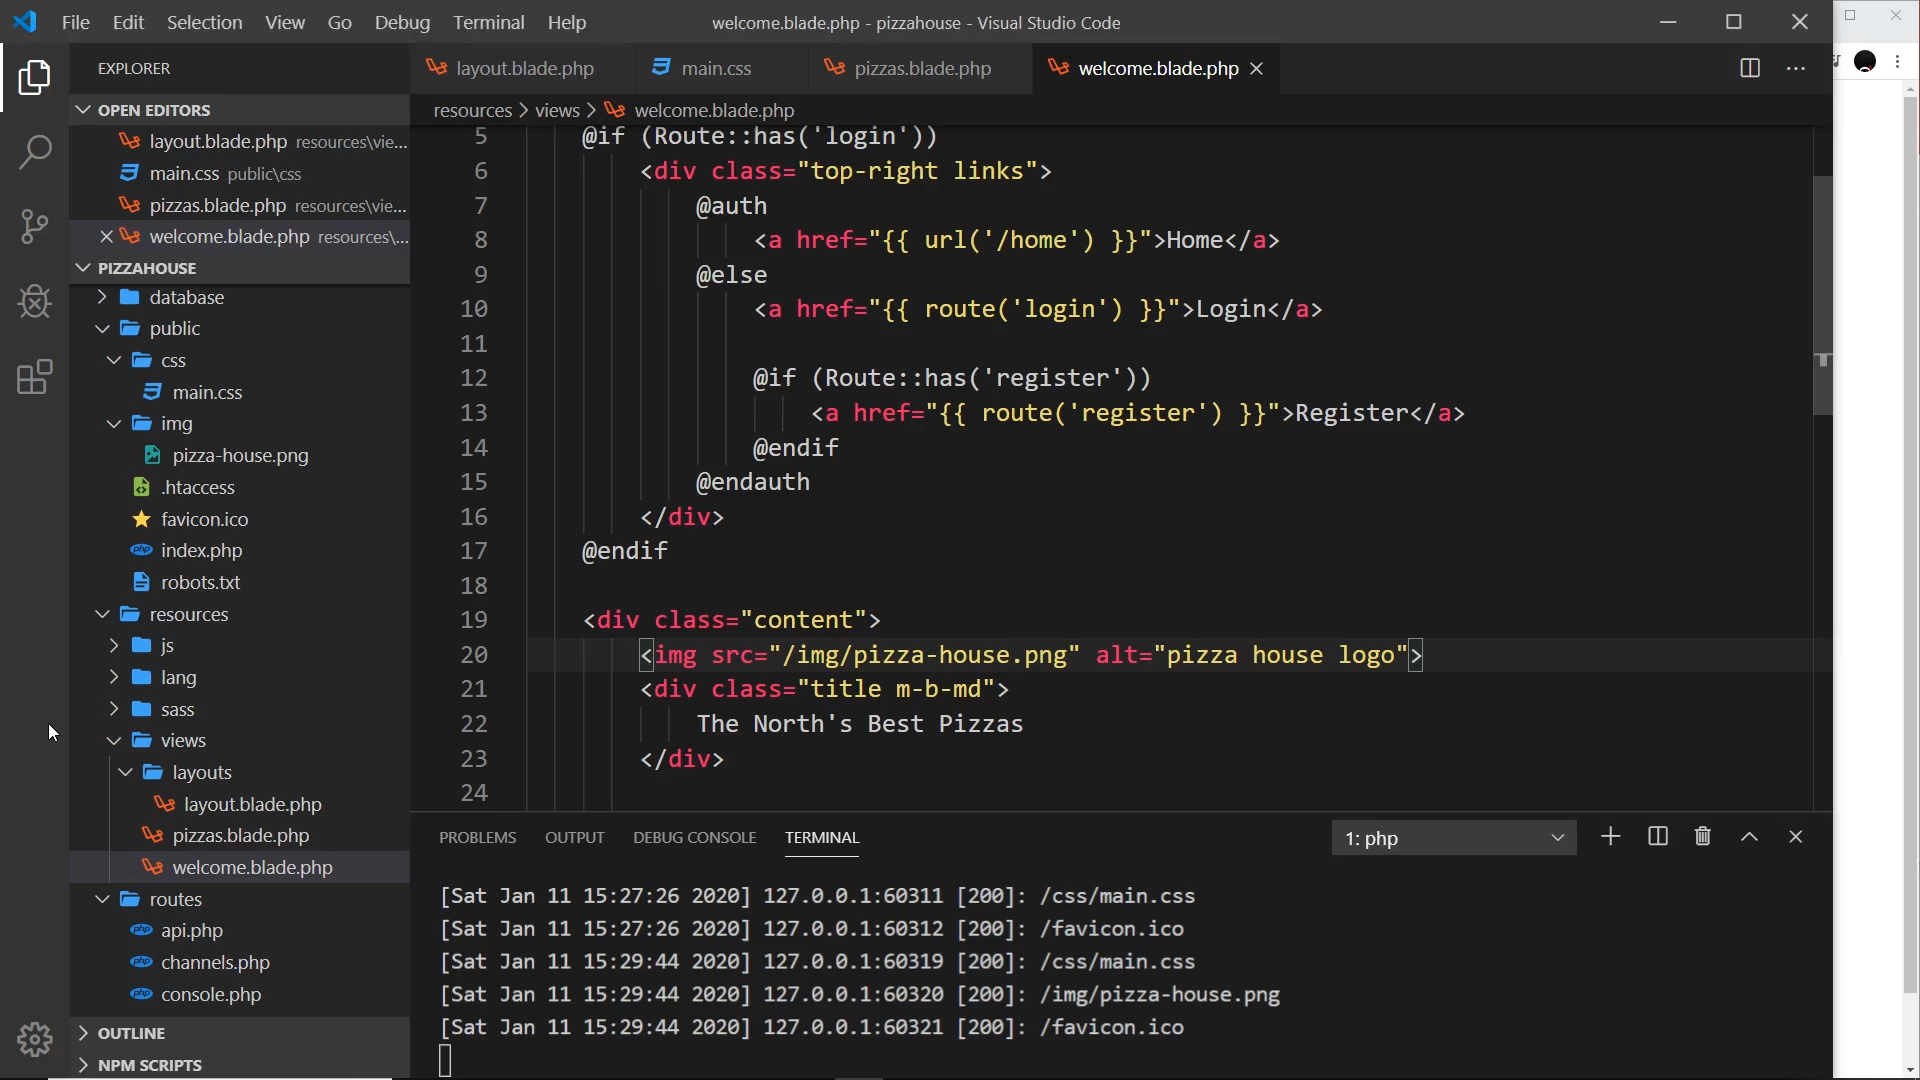 File Edit Selection View Go Debug Terminal Help
welcome.blade.php - pizzahouse - Visual Studio Code
EXPLORER
OPEN EDITORS
layout.blade.php resources\vie...
main.css public\css
pizzas.blade.php resources\vie...
welcome.blade.php resources\...
PIZZAHOUSE
database
public
css
main.css
img
pizza-house.png
.htaccess
favicon.ico
index.php
robots.txt
resources
js
lang
sass
views
layouts
layout.blade.php
pizzas.blade.php
welcome.blade.php
routes
api.php
channels.php
console.php
OUTLINE
NPM SCRIPTS
layout.blade.php main.css pizzas.blade.php welcome.blade.php
resources > views > welcome.blade.php
5 @if (Route::has('login'))
6 <div class="top-right links">
7 @auth
8 <a href="{{ url('/home') }}">Home</a>
9 @else
10 <a href="{{ route('login') }}">Login</a>
11
12 @if (Route::has('register'))
13 <a href="{{ route('register') }}">Register</a>
14 @endif
15 @endauth
16 </div>
17 @endif
18
19 <div class="content">
20 <img src="/img/pizza-house.png" alt="pizza house logo">
21 <div class="title m-b-md">
22 The North's Best Pizzas
23 </div>
24
PROBLEMS OUTPUT DEBUG CONSOLE TERMINAL 1: php
[Sat Jan 11 15:27:26 2020] 127.0.0.1:60311 [200]: /css/main.css
[Sat Jan 11 15:27:26 2020] 127.0.0.1:60312 [200]: /favicon.ico
[Sat Jan 11 15:29:44 2020] 127.0.0.1:60319 [200]: /css/main.css
[Sat Jan 11 15:29:44 2020] 127.0.0.1:60320 [200]: /img/pizza-house.png
[Sat Jan 11 15:29:44 2020] 127.0.0.1:60321 [200]: /favicon.ico